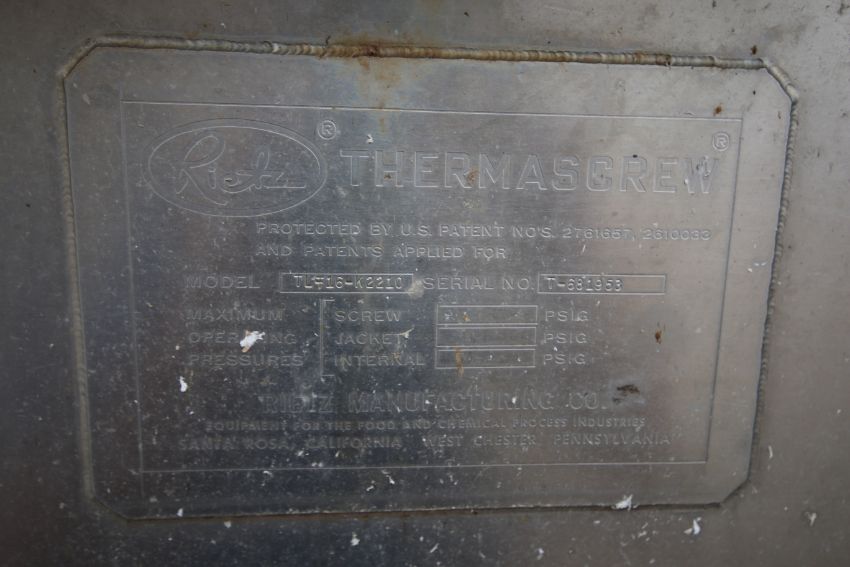 Rietz ® THERMASCREW ®
PROTECTED BY U.S. PATENT NO'S. 2761657, 2610033
AND PATENTS APPLIED FOR
MODEL TL-16-K2210 SERIAL NO. T-681953
MAXIMUM SCREW PSIG
OPERATING JACKET PSIG
PRESSURES INTERNAL PSIG
RIETZ MANUFACTURING CO.
EQUIPMENT FOR THE FOOD AND CHEMICAL PROCESS INDUSTRIES
SANTA ROSA, CALIFORNIA WEST CHESTER, PENNSYLVANIA